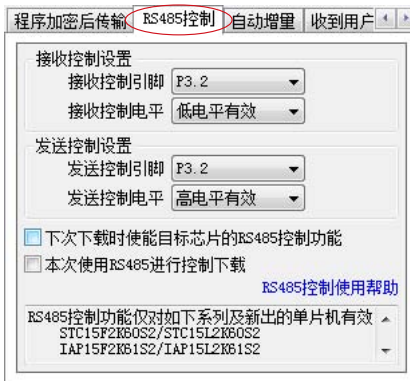 程序加密后传输 RS485控制 自动增量 收到用户
接收控制设置
接收控制引脚 P3.2
接收控制电平 低电平有效
发送控制设置
发送控制引脚 P3.2
发送控制电平 高电平有效
下次下载时使能目标芯片的RS485控制功能
本次使用RS485进行控制下载
RS485控制使用帮助
RS485控制功能仅对如下系列及新出的单片机有效
STC15F2K60S2/STC15L2K60S2
IAP15F2K61S2/IAP15L2K61S2